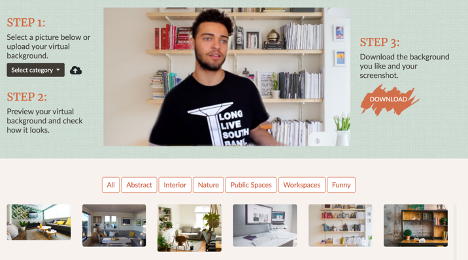 STEP 1:
Select a picture below or
upload your virtual
background.
Select category
STEP 2:
Preview your virtual
background and check
how it looks.
LONG
LIVE
SOUTH
BANK
STEP 3:
Download the background
you like and your
screenshot.
DOWNLOAD
All
Abstract
Interior
Nature
Public Spaces
Workspaces
Funny